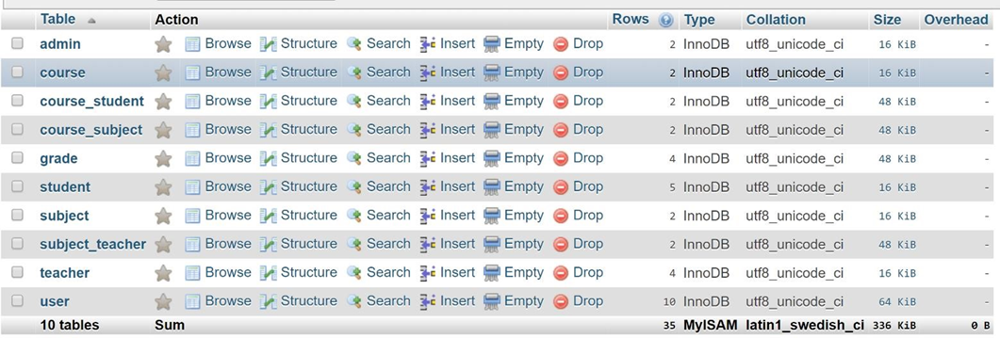 Table Action Rows Type Collation Size Overhead
admin Browse Structure Search Insert Empty Drop 2 InnoDB utf8_unicode_ci 16 KiB -
course Browse Structure Search Insert Empty Drop 2 InnoDB utf8_unicode_ci 16 KiB -
course_student Browse Structure Search Insert Empty Drop 2 InnoDB utf8_unicode_ci 48 KiB -
course_subject Browse Structure Search Insert Empty Drop 2 InnoDB utf8_unicode_ci 48 KiB -
grade Browse Structure Search Insert Empty Drop 4 InnoDB utf8_unicode_ci 48 KiB -
student Browse Structure Search Insert Empty Drop 5 InnoDB utf8_unicode_ci 16 KiB -
subject Browse Structure Search Insert Empty Drop 2 InnoDB utf8_unicode_ci 16 KiB -
subject_teacher Browse Structure Search Insert Empty Drop 2 InnoDB utf8_unicode_ci 48 KiB -
teacher Browse Structure Search Insert Empty Drop 4 InnoDB utf8_unicode_ci 16 KiB -
user Browse Structure Search Insert Empty Drop 10 InnoDB utf8_unicode_ci 64 KiB -
10 tables Sum 35 MyISAM latin1_swedish_ci 336 KiB 0 B